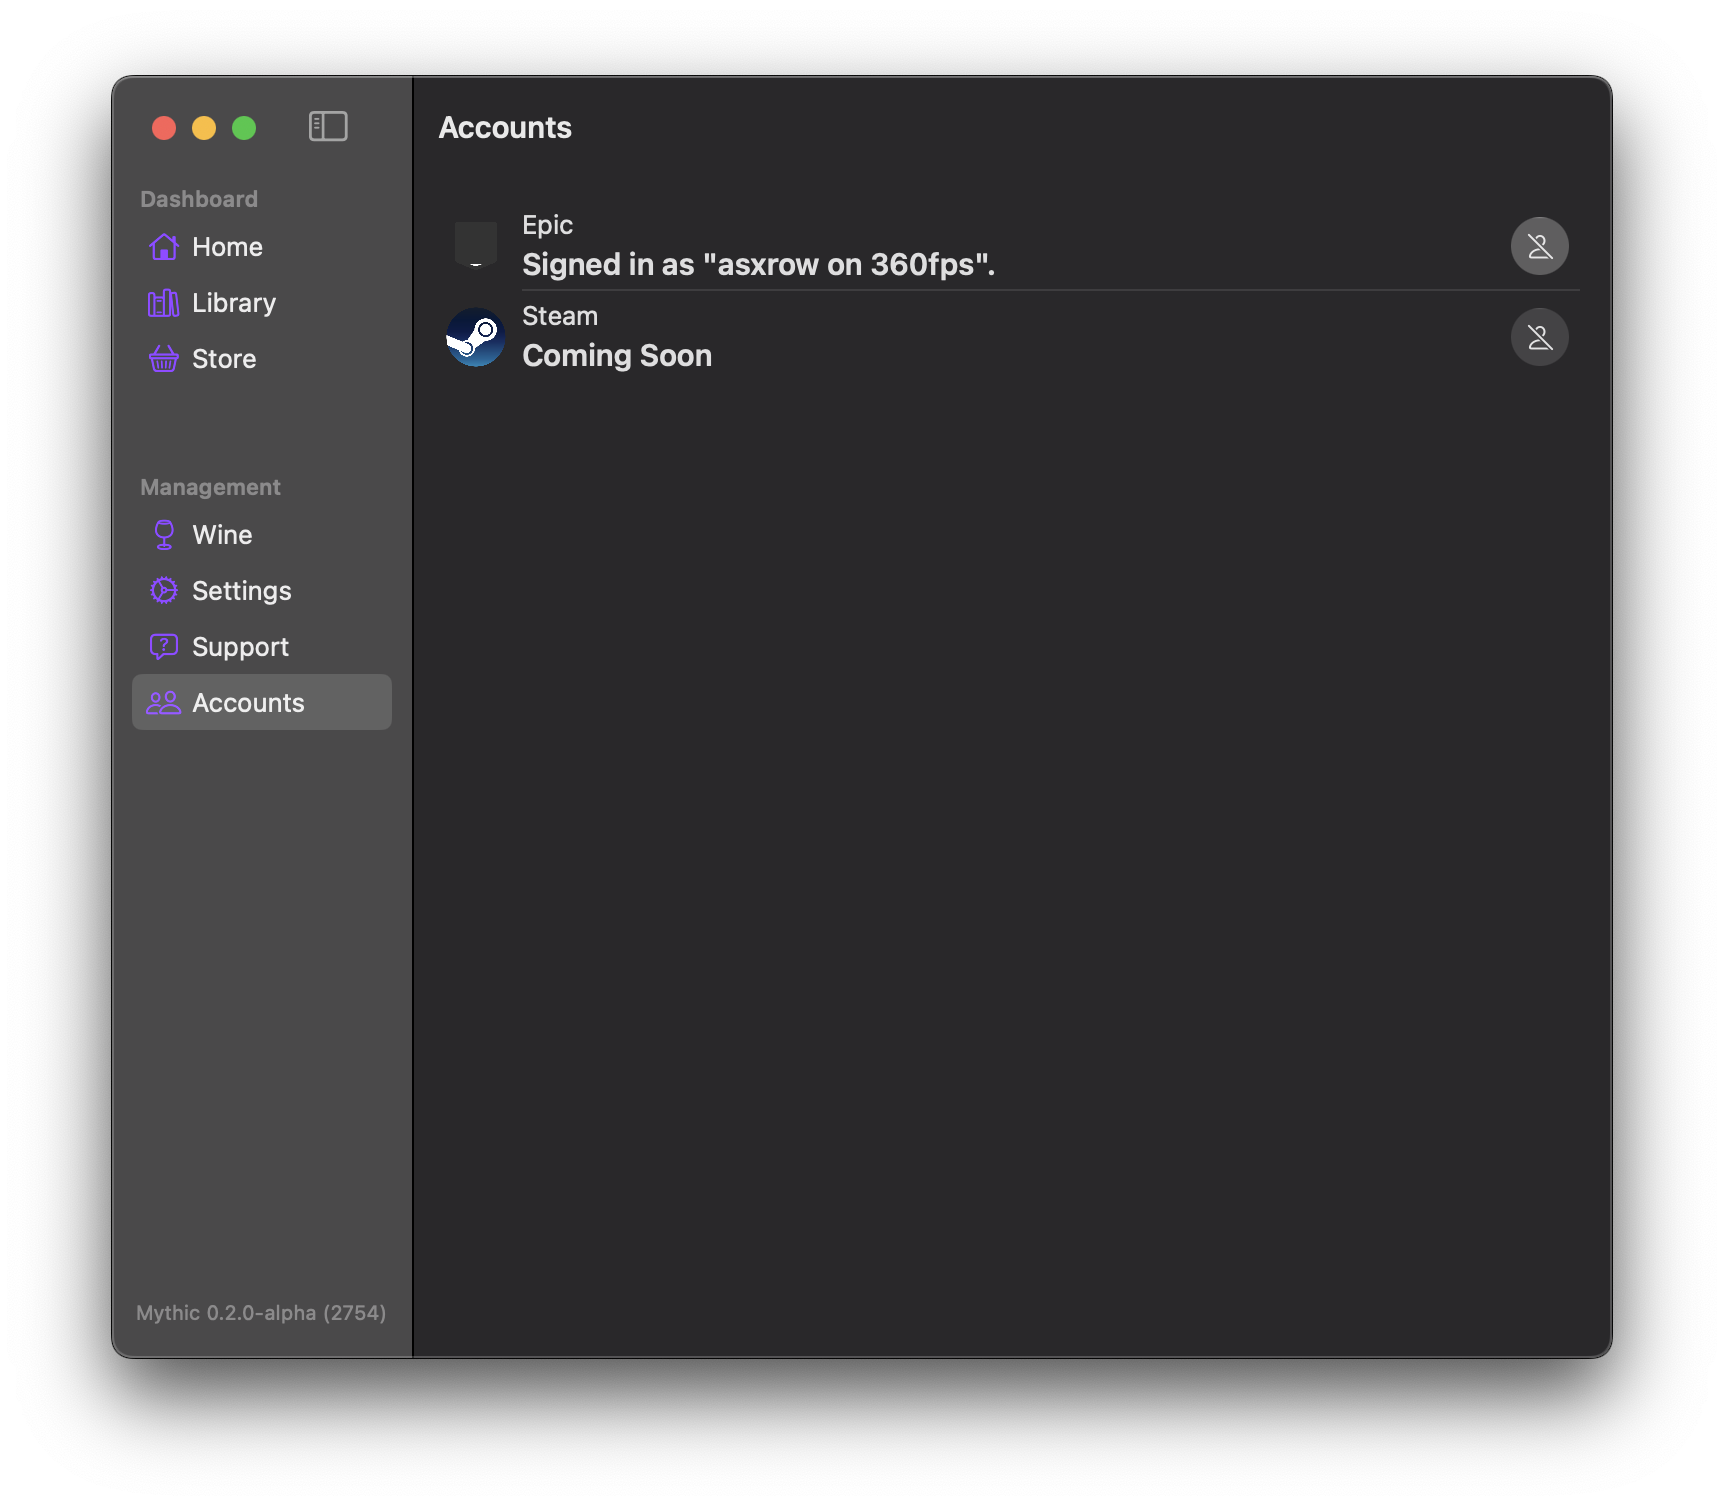 Dashboard
Home
Library
Store
Management
Wine
Settings
Support
Accounts
Mythic 0.2.0-alpha (2754)
Accounts
Epic
Signed in as "asxrow on 360fps".
Steam
Coming Soon